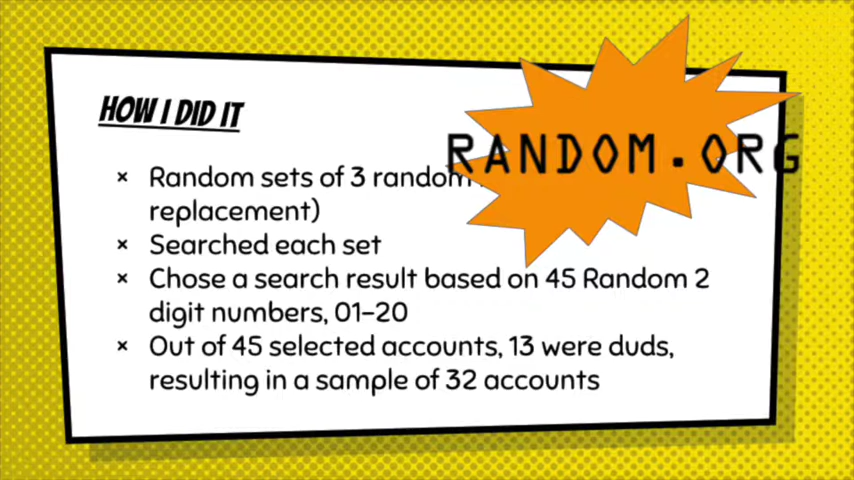 HOW I DID IT
RANDOM.ORG
× Random sets of 3 random
replacement)
× Searched each set
× Chose a search result based on 45 Random 2
digit numbers, 01-20
× Out of 45 selected accounts, 13 were duds,
resulting in a sample of 32 accounts